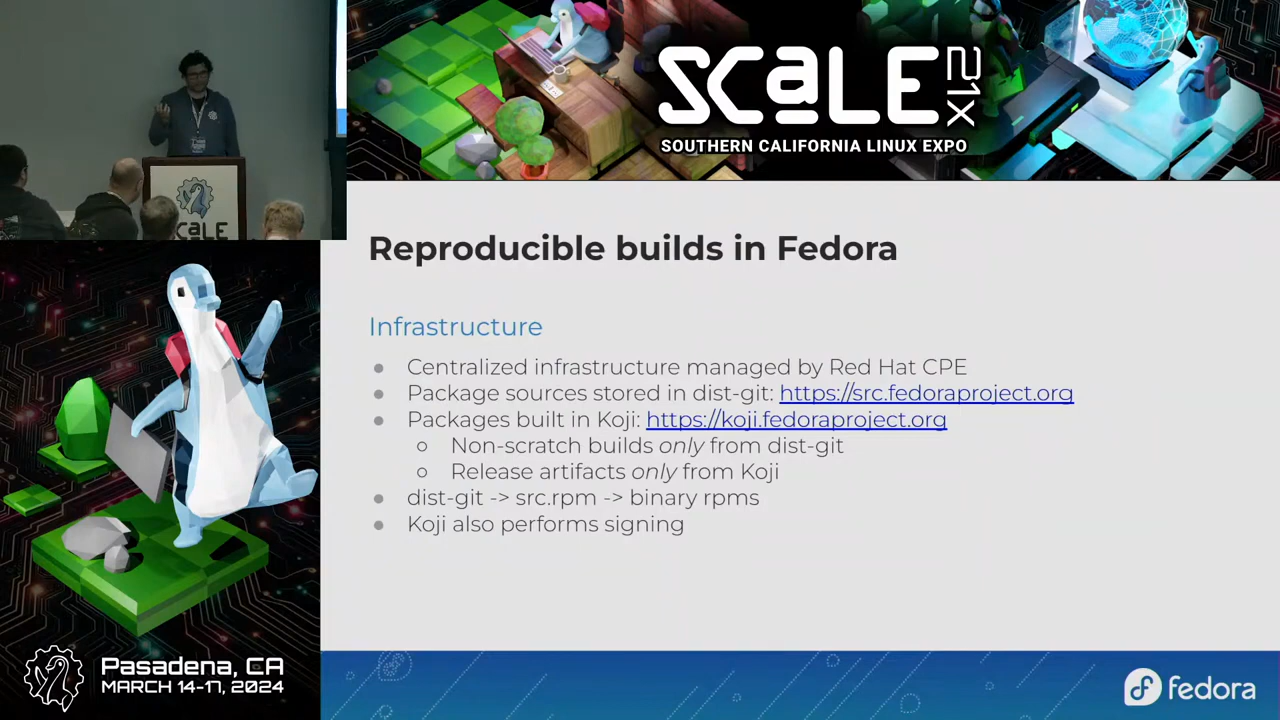 SCALE 21x
SOUTHERN CALIFORNIA LINUX EXPO
SCALE
Reproducible builds in Fedora
Infrastructure
● Centralized infrastructure managed by Red Hat CPE
● Package sources stored in dist-git: https://src.fedoraproject.org
● Packages built in Koji: https://koji.fedoraproject.org
○ Non-scratch builds only from dist-git
○ Release artifacts only from Koji
● dist-git -> src.rpm -> binary rpms
● Koji also performs signing
Pasadena, CA
MARCH 14-17, 2024
fedora